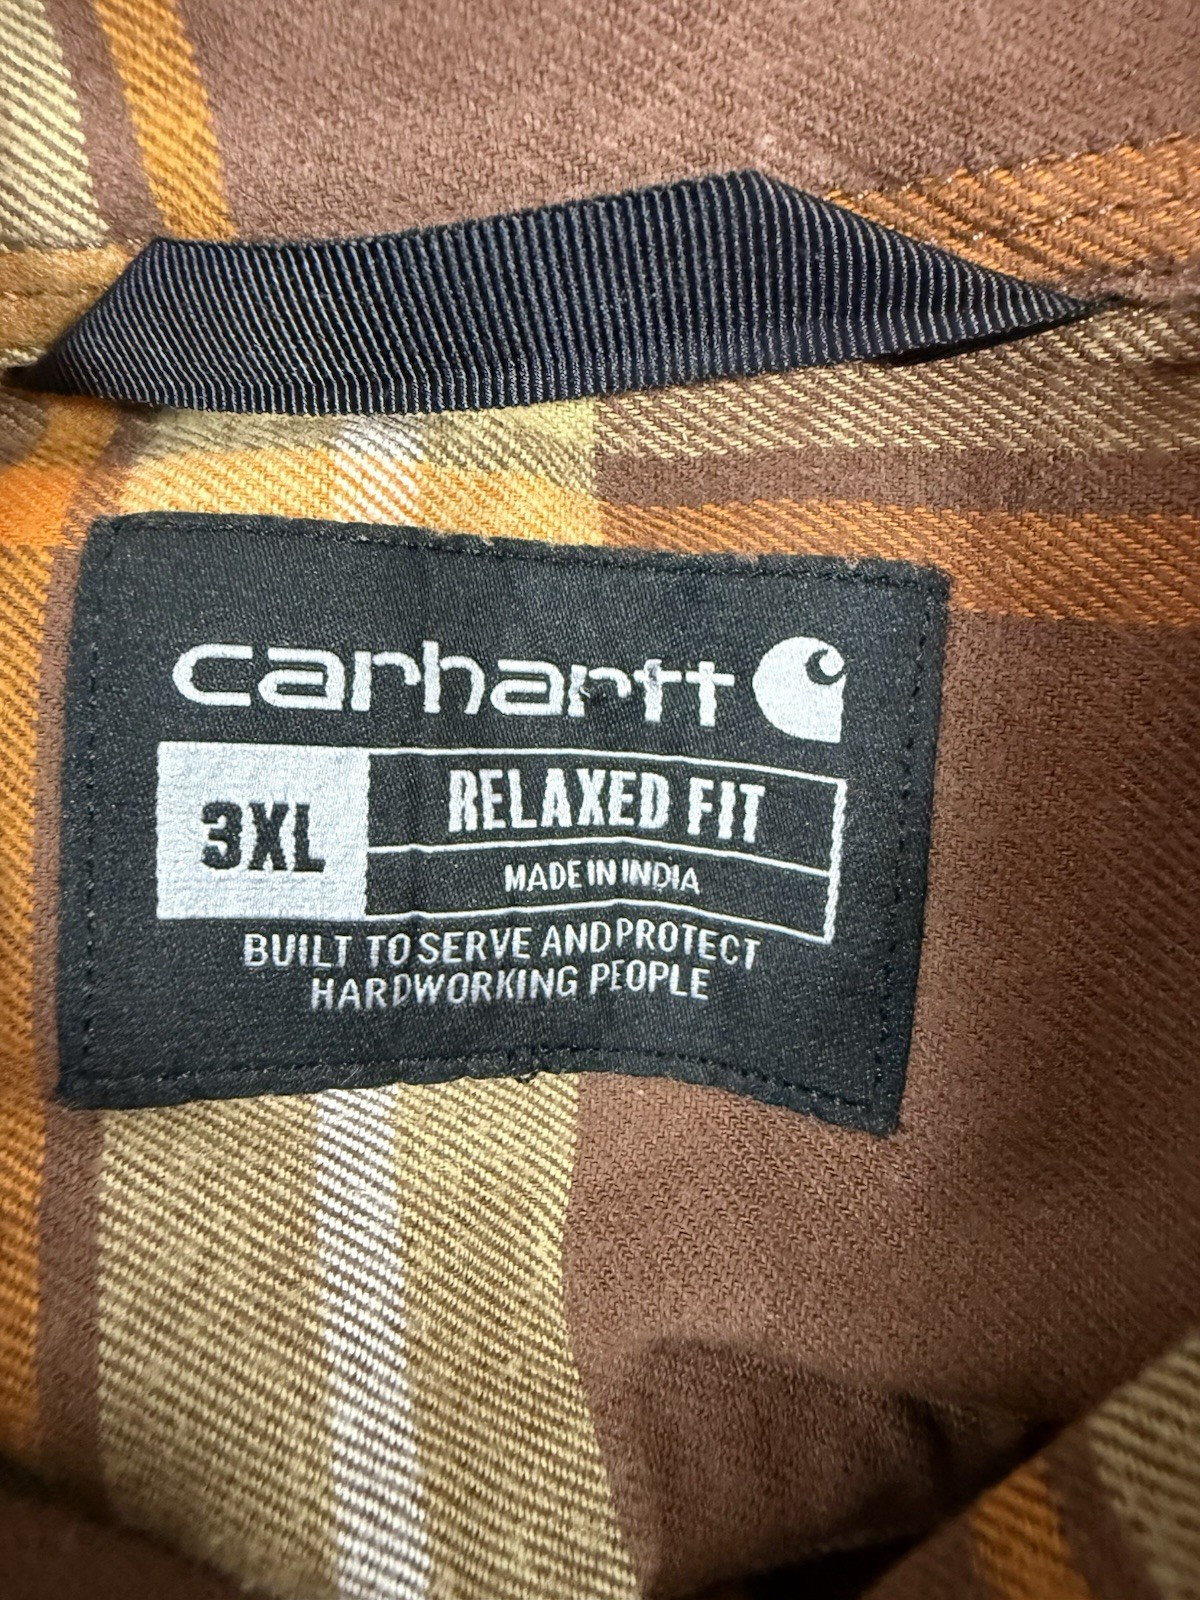 carhartt
3XL
RELAXED FIT
MADE IN INDIA
BUILT TO SERVE AND PROTECT
HARDWORKING PEOPLE